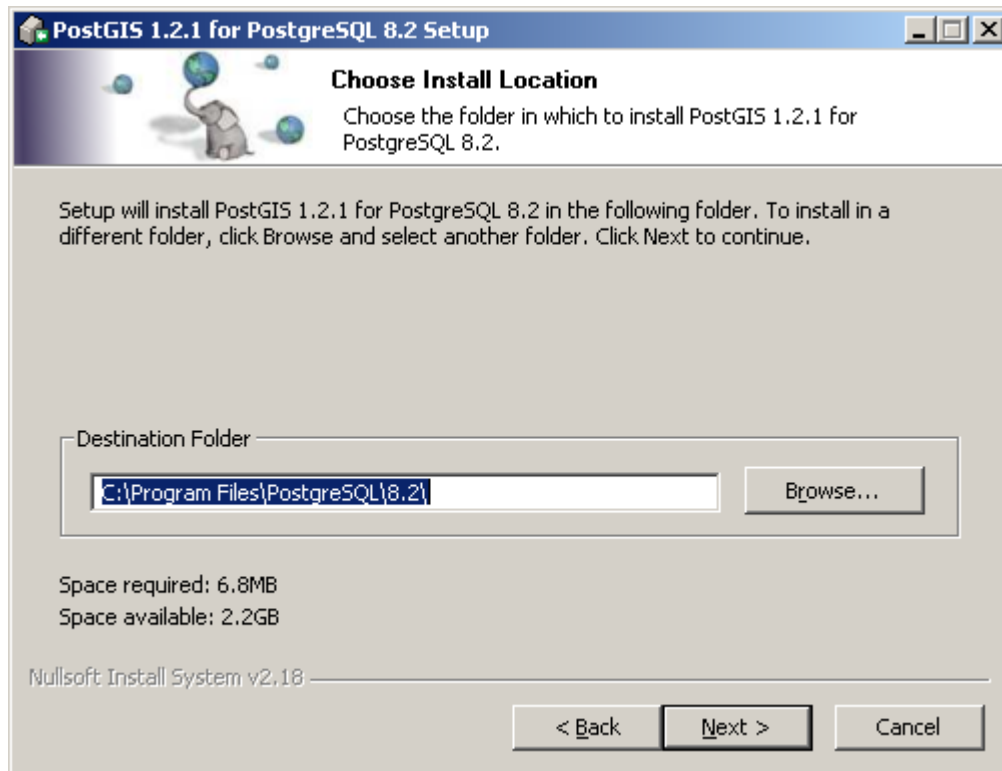 PostGIS 1.2.1 for PostgreSQL 8.2 Setup
Choose Install Location
Choose the folder in which to install PostGIS 1.2.1 for
PostgreSQL 8.2.
Setup will install PostGIS 1.2.1 for PostgreSQL 8.2 in the following folder. To install in a
different folder, click Browse and select another folder. Click Next to continue.
Destination Folder
C:\Program Files\PostgreSQL\8.2\
Browse...
Space required: 6.8MB
Space available: 2.2GB
Nullsoft Install System v2.18
< Back
Next >
Cancel